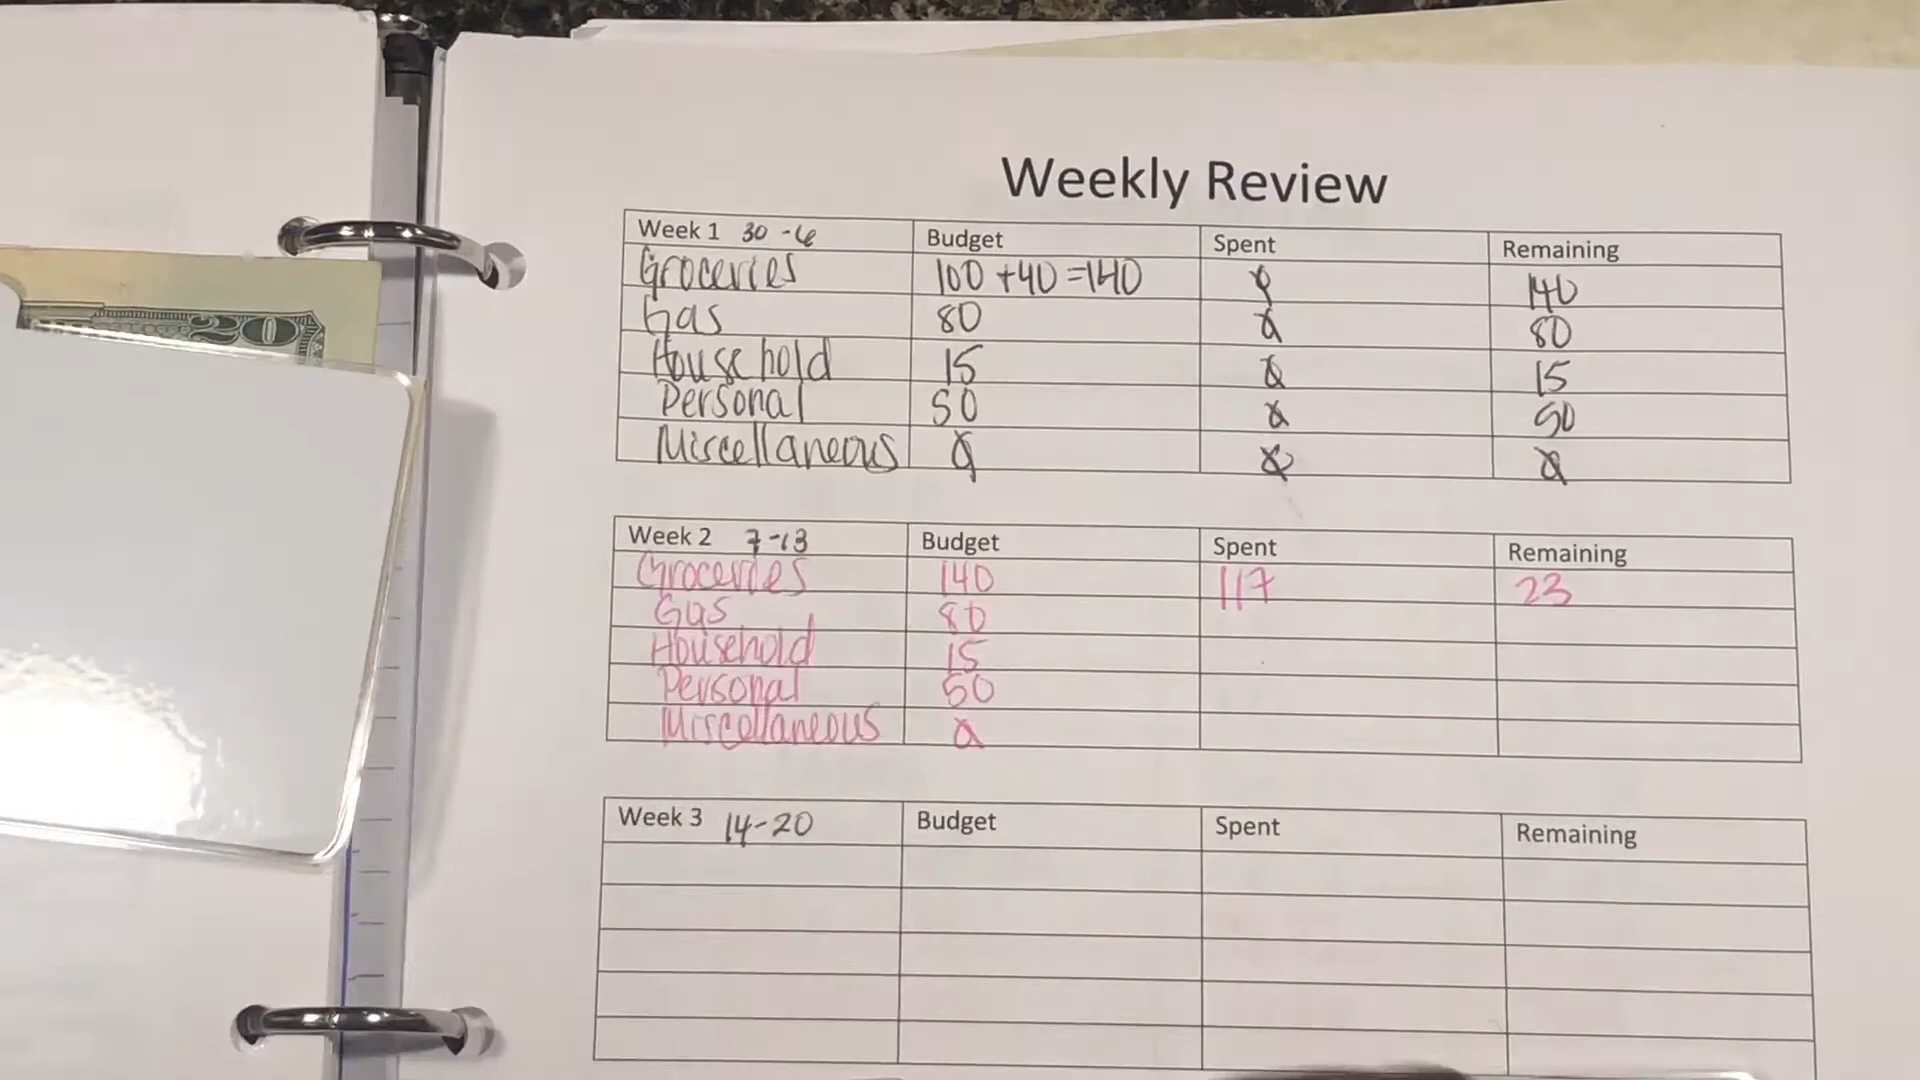 Weekly Review
Week 1 30-6 Budget Spent Remaining
Groceries 100 +40 =140 0 140
Gas 80 0 80
Household 15 0 15
Personal 50 0 50
Miscellaneous 0 0 0
Week 2 7-13 Budget Spent Remaining
Groceries 140 117 23
Gas 80
Household 15
Personal 50
Miscellaneous 0
Week 3 14-20 Budget Spent Remaining
20